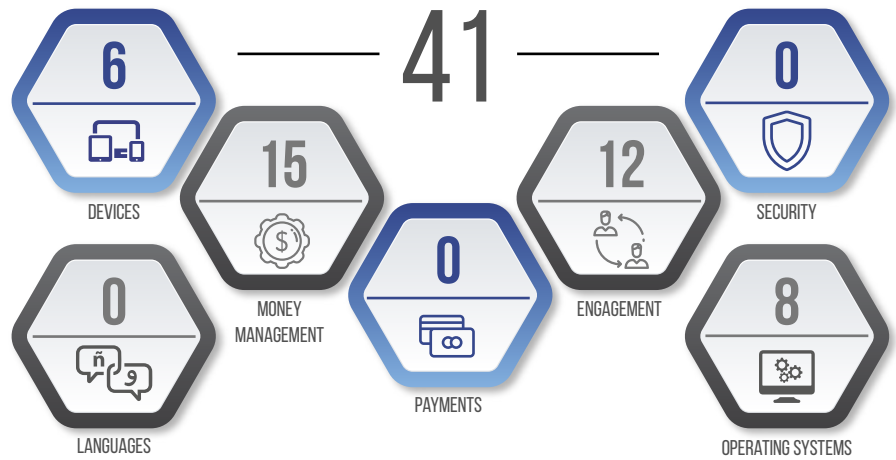 41
6
DEVICES
0
SECURITY
15
MONEY
MANAGEMENT
12
ENGAGEMENT
0
PAYMENTS
0
ñ
و
LANGUAGES
8
OPERATING SYSTEMS